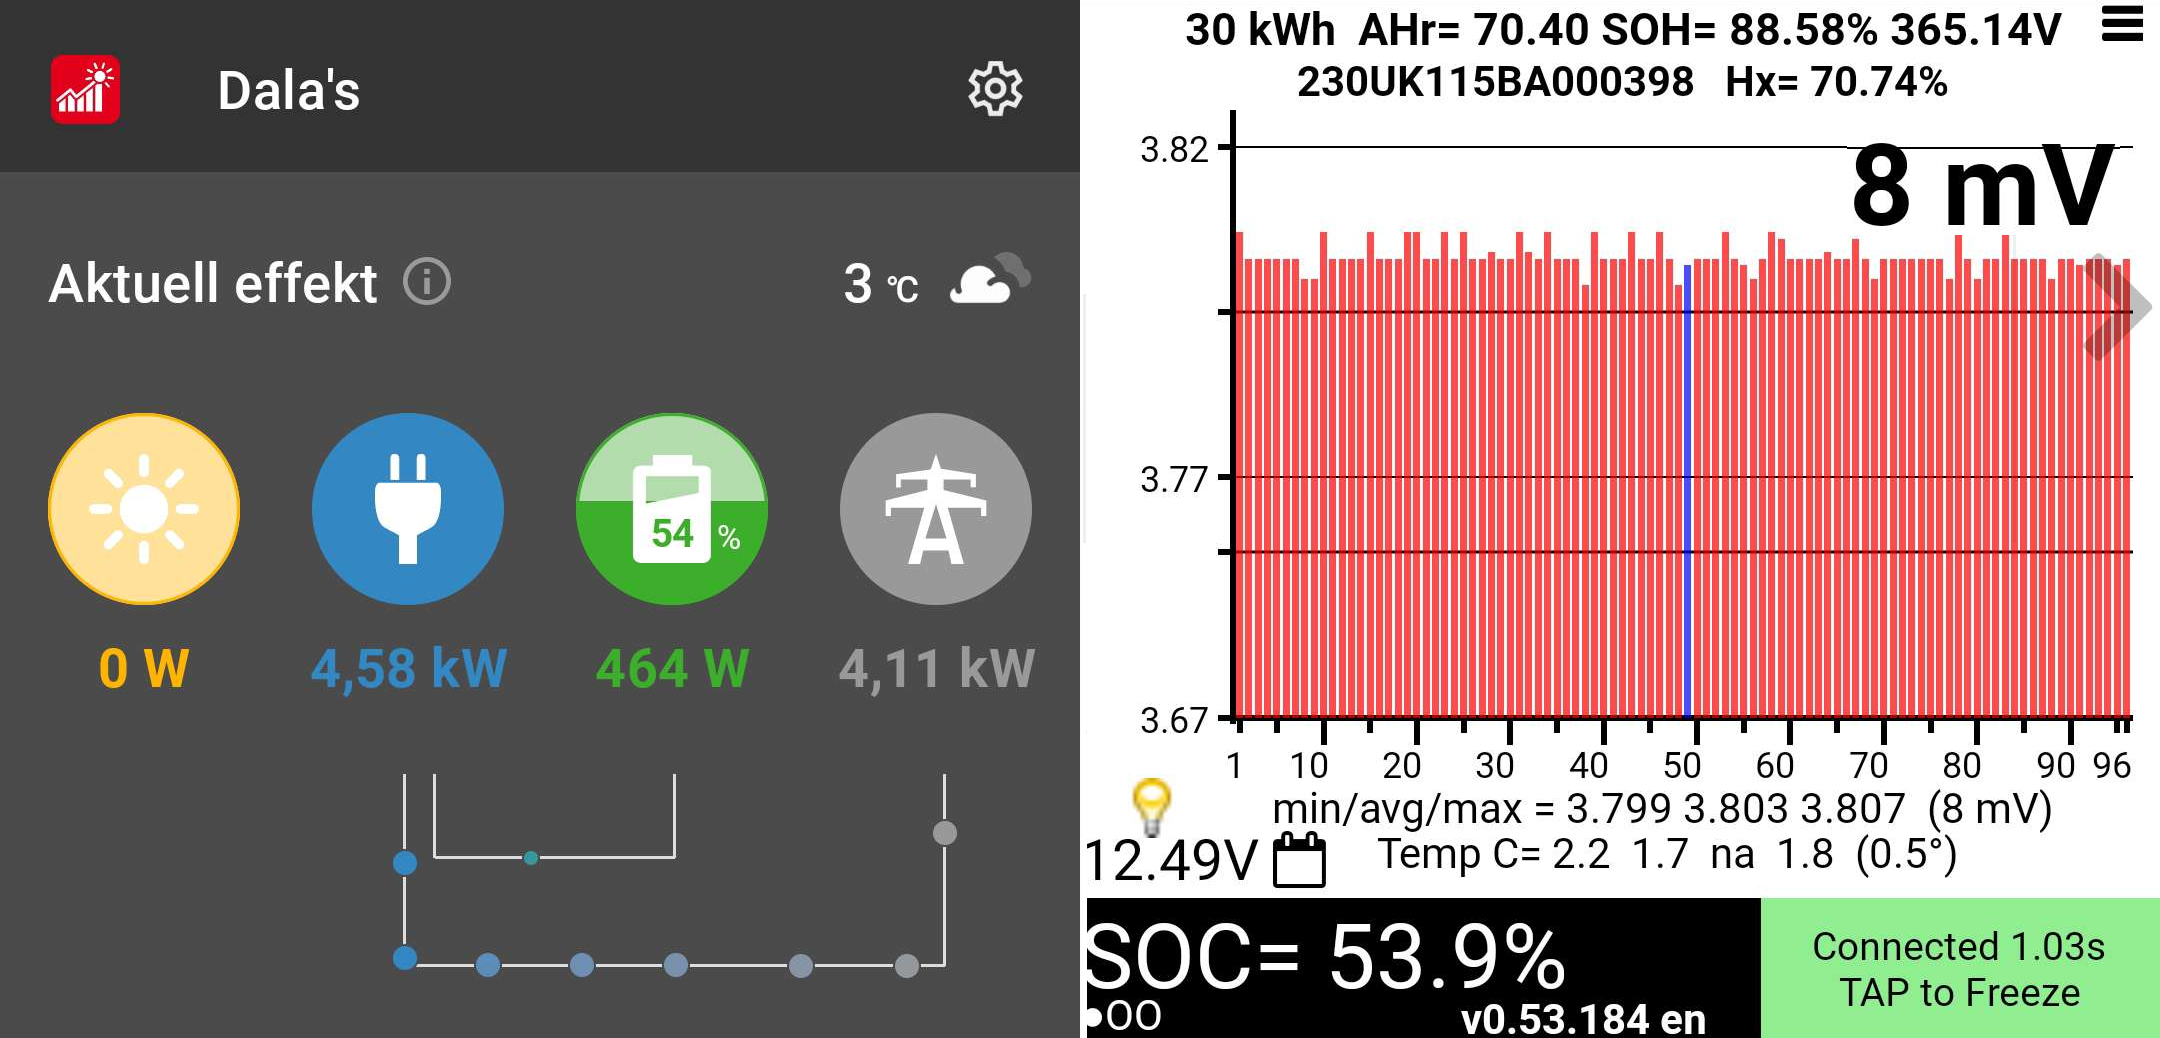 Dala's
Aktuell effekt
3 °C
54 %
0 W
4,58 kW
464 W
4,11 kW
30 kWh AHr= 70.40 SOH= 88.58% 365.14V
230UK115BA000398 Hx= 70.74%
8 mV
3.82
3.77
3.67
1 10 20 30 40 50 60 70 80 90 96
min/avg/max = 3.799 3.803 3.807 (8 mV)
12.49V
Temp C= 2.2 1.7 na 1.8 (0.5°)
SOC= 53.9%
v0.53.184 en
Connected 1.03s
TAP to Freeze